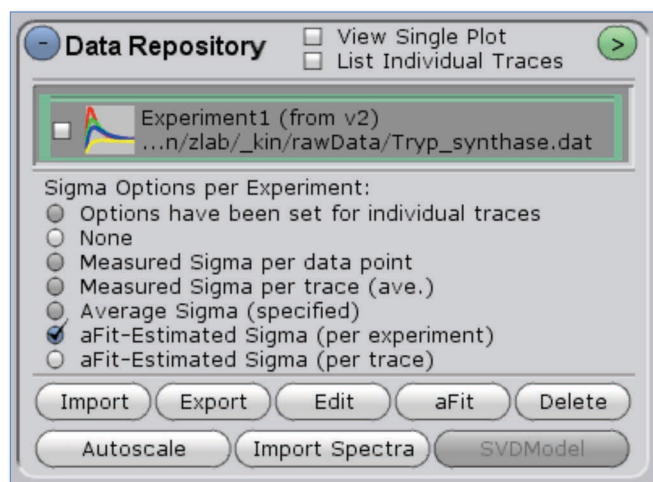 - Data Repository
View Single Plot
List Individual Traces
>
Experiment1 (from v2)
...n/zlab/_kin/rawData/Tryp_synthase.dat
Sigma Options per Experiment:
Options have been set for individual traces
None
Measured Sigma per data point
Measured Sigma per trace (ave.)
Average Sigma (specified)
aFit-Estimated Sigma (per experiment)
aFit-Estimated Sigma (per trace)
Import Export Edit aFit Delete
Autoscale Import Spectra SVDModel